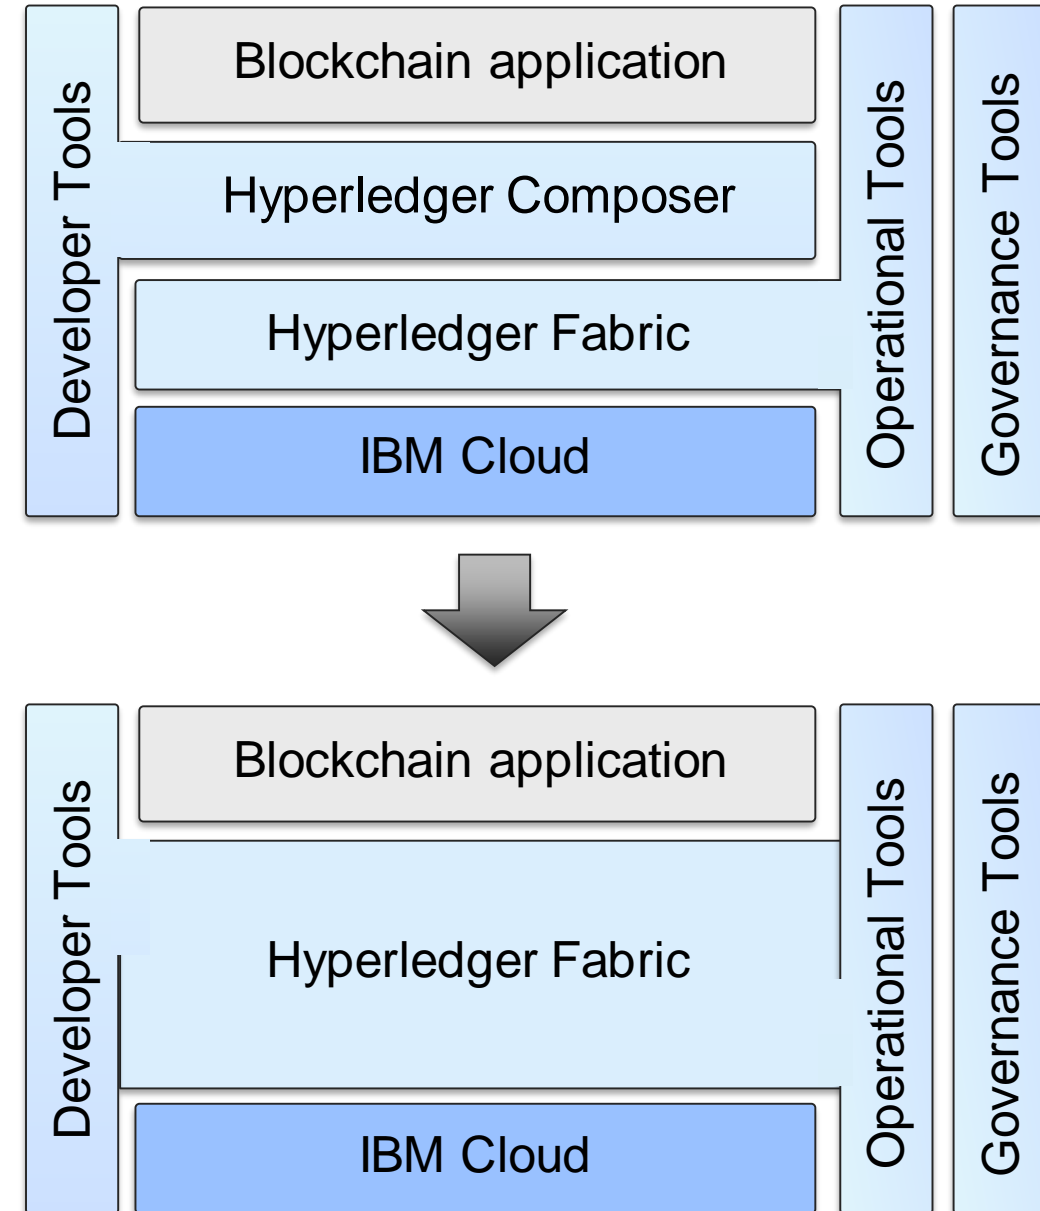 Developer Tools
Blockchain application
Hyperledger Composer
Hyperledger Fabric
IBM Cloud
Operational Tools
Governance Tools
Developer Tools
Blockchain application
Hyperledger Fabric
IBM Cloud
Operational Tools
Governance Tools